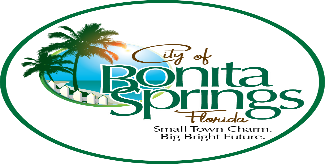 City of
Bonita
Springs
Florida
Small Town Charm.
Big Bright Future.